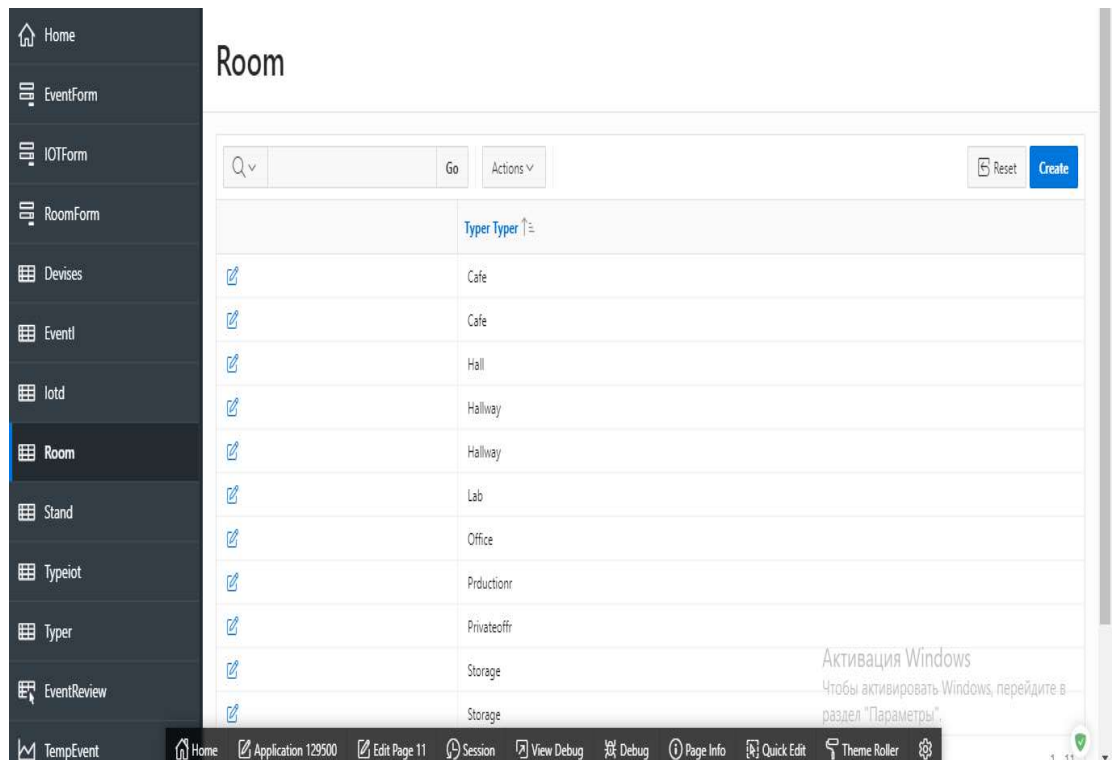 Home
EventForm
IOTForm
RoomForm
Devises
EventI
Iotd
Room
Stand
Typeiot
Typer
EventReview
TempEvent
Room
Go
Actions
Reset
Create
Typer Typer
Cafe
Cafe
Hall
Hallway
Hallway
Lab
Office
Prductionr
Privateoffr
Storage
Storage
Активация Windows
Чтобы активировать Windows, перейдите в
раздел "Параметры".
Home
Application 129500
Edit Page 11
Session
View Debug
Debug
Page Info
Quick Edit
Theme Roller